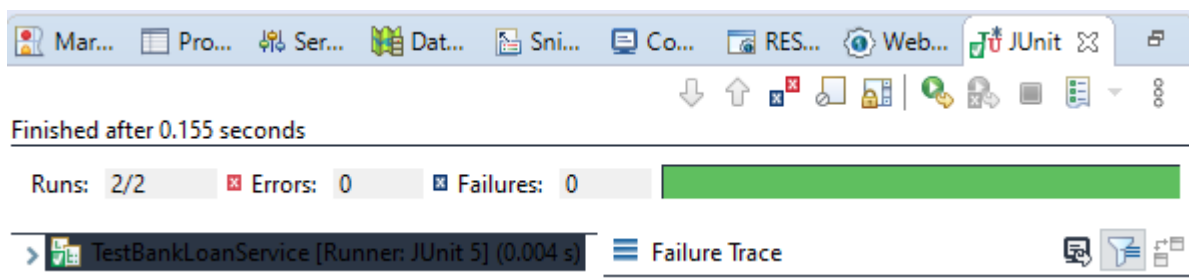 Mar... Pro... Ser... Dat... Sni... Co... RES... Web... JUnit
Finished after 0.155 seconds
Runs: 2/2 Errors: 0 Failures: 0
TestBankLoanService [Runner: JUnit 5] (0.004 s) Failure Trace